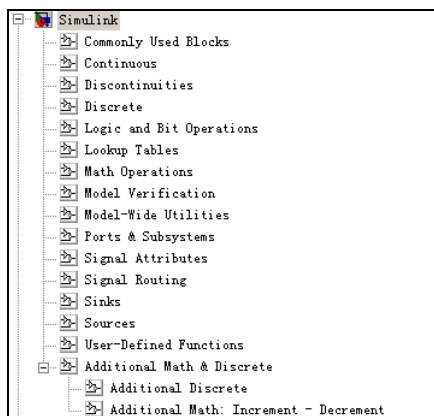 Simulink
Commonly Used Blocks
Continuous
Discontinuities
Discrete
Logic and Bit Operations
Lookup Tables
Math Operations
Model Verification
Model-Wide Utilities
Ports & Subsystems
Signal Attributes
Signal Routing
Sinks
Sources
User-Defined Functions
Additional Math & Discrete
Additional Discrete
Additional Math: Increment - Decrement